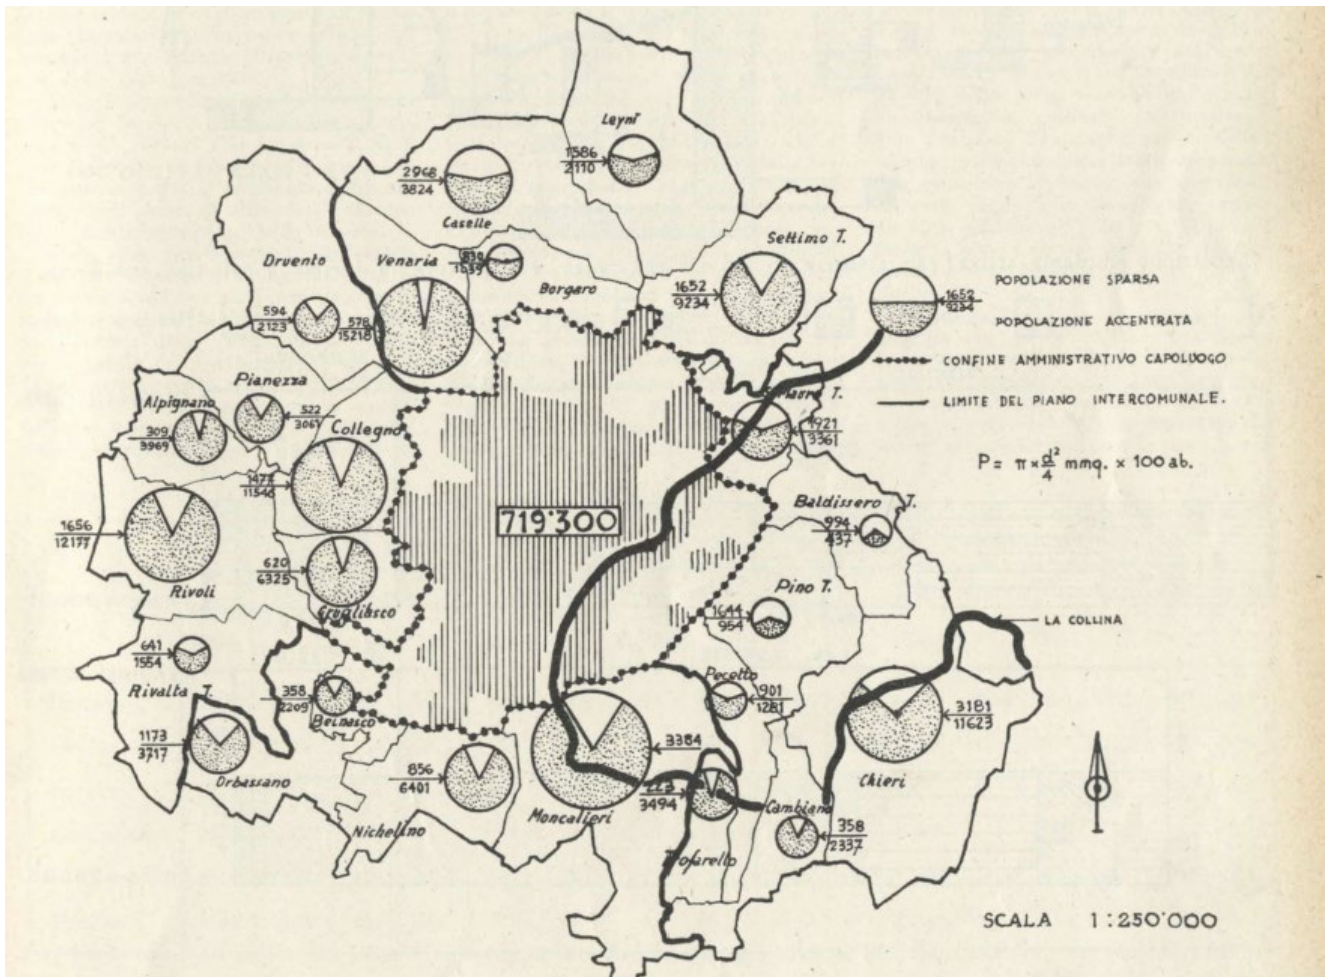 Leynì
1586
2110
2968
3824
Caselle
Settimo T.
Druento
Venaria
1639
Borgaro
1652
9234
POPOLAZIONE SPARSA
1652
9234
POPOLAZIONE ACCENTRATA
594
2123
578
15218
CONFINE AMMINISTRATIVO CAPOLUOGO
LIMITE DEL PIANO INTERCOMUNALE.
Pianezza
Alpignano
522
3061
309
3969
Collegno
1477
11546
1921
3361
P = π × d²/4 mmq. × 100 ab.
Baldissero T.
994
437
719'300
1656
12177
Rivoli
620
6325
Grugliasco
Pino T.
1644
954
LA COLLINA
641
1554
Rivalta T.
358
2209
Beinasco
Pecetto
901
1281
3181
11623
Chieri
1173
3717
Orbassano
3384
856
6401
Nichelino
Moncalieri
223
3494
Cambiano
358
2337
Trofarello
SCALA 1:250'000